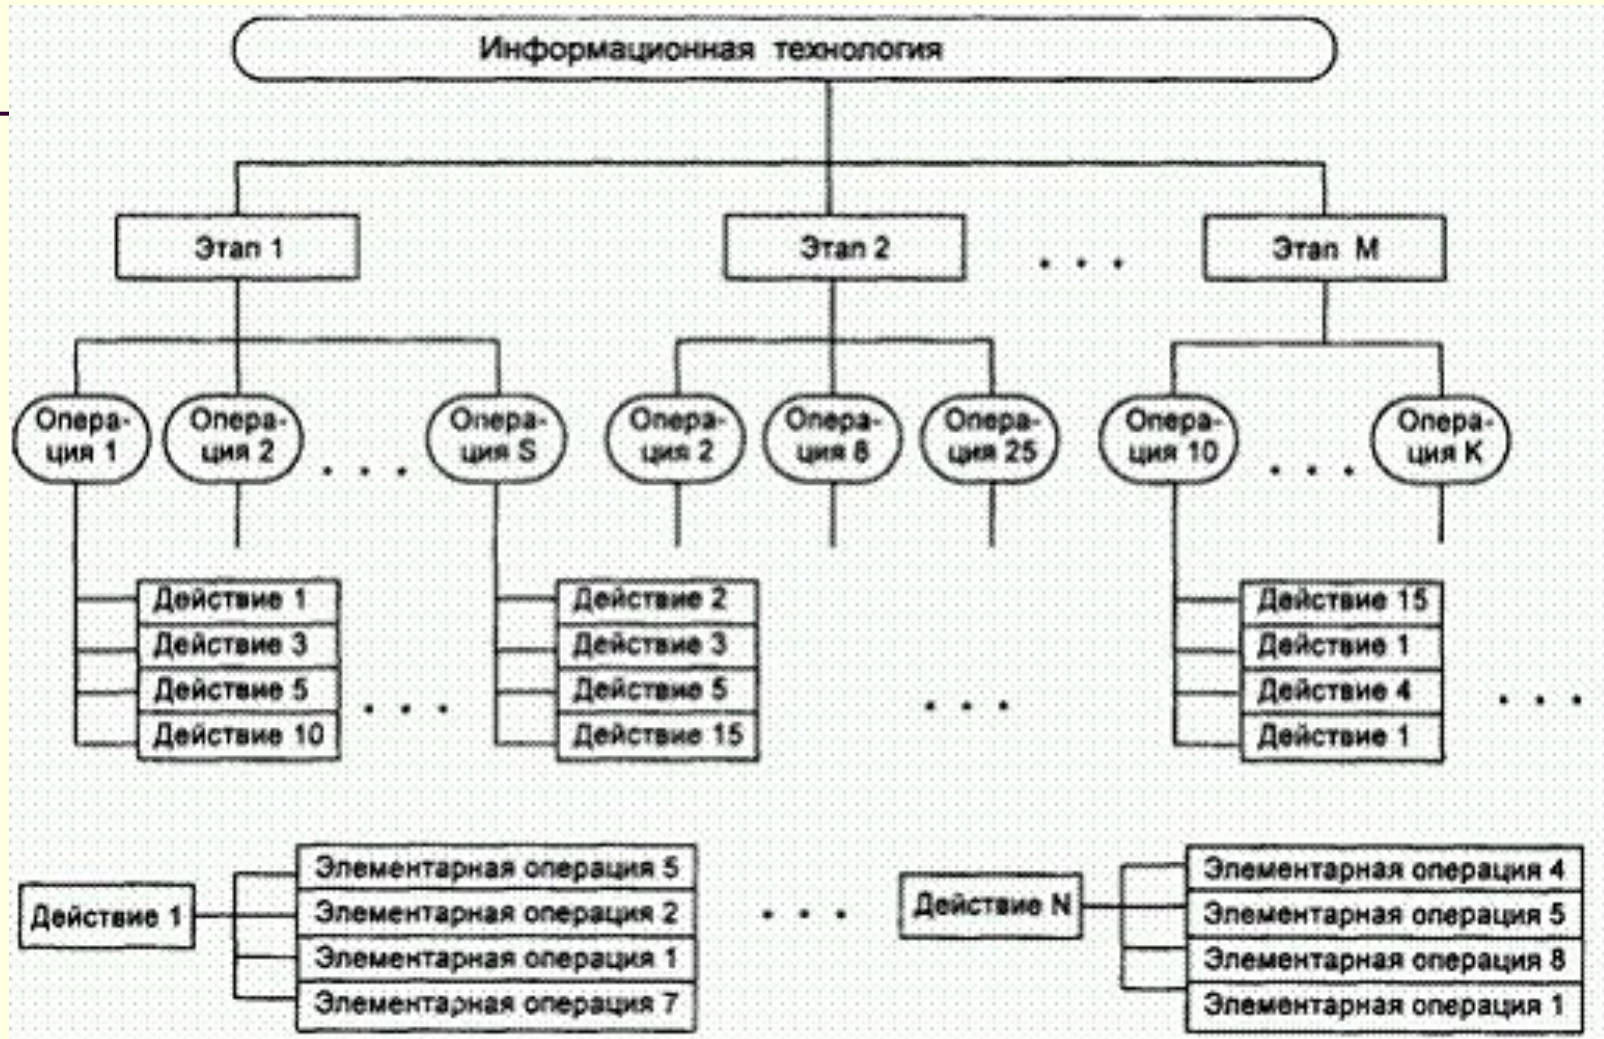 Информационная технология
Этап 1
Этап 2
. . .
Этап М
Опера-
ция 1
Опера-
ция 2
. . .
Опера-
ция S
Опера-
ция 2
Опера-
ция 8
Опера-
ция 25
Опера-
ция 10
. . .
Опера-
ция К
Действие 1
Действие 3
Действие 5
Действие 10
. . .
Действие 2
Действие 3
Действие 5
Действие 15
. . .
Действие 15
Действие 1
Действие 4
Действие 1
. . .
Действие 1
Элементарная операция 5
Элементарная операция 2
Элементарная операция 1
Элементарная операция 7
. . .
Действие N
Элементарная операция 4
Элементарная операция 5
Элементарная операция 8
Элементарная операция 1